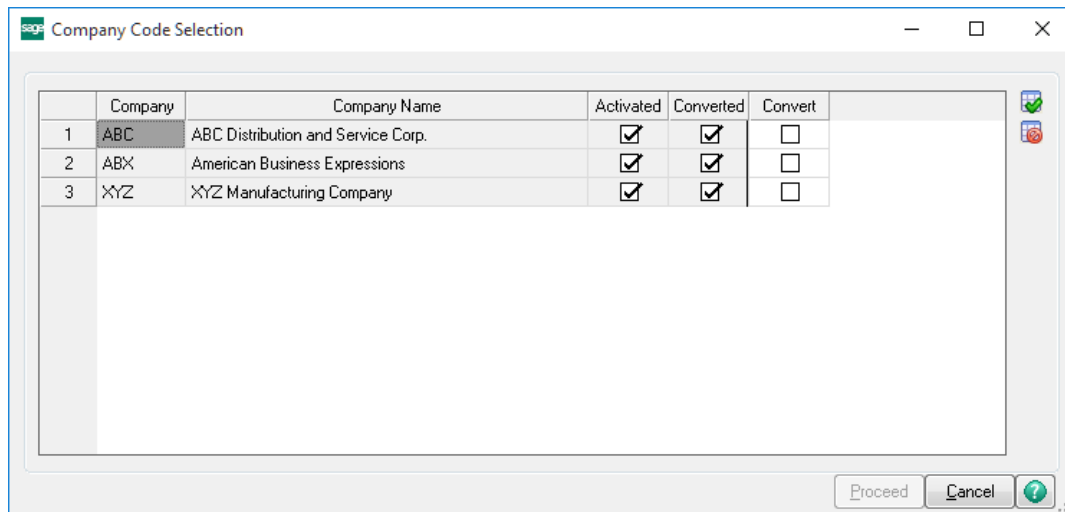 sage Company Code Selection
Company Company Name Activated Converted Convert
1 ABC ABC Distribution and Service Corp.
2 ABX American Business Expressions
3 XYZ XYZ Manufacturing Company
Proceed Cancel ?